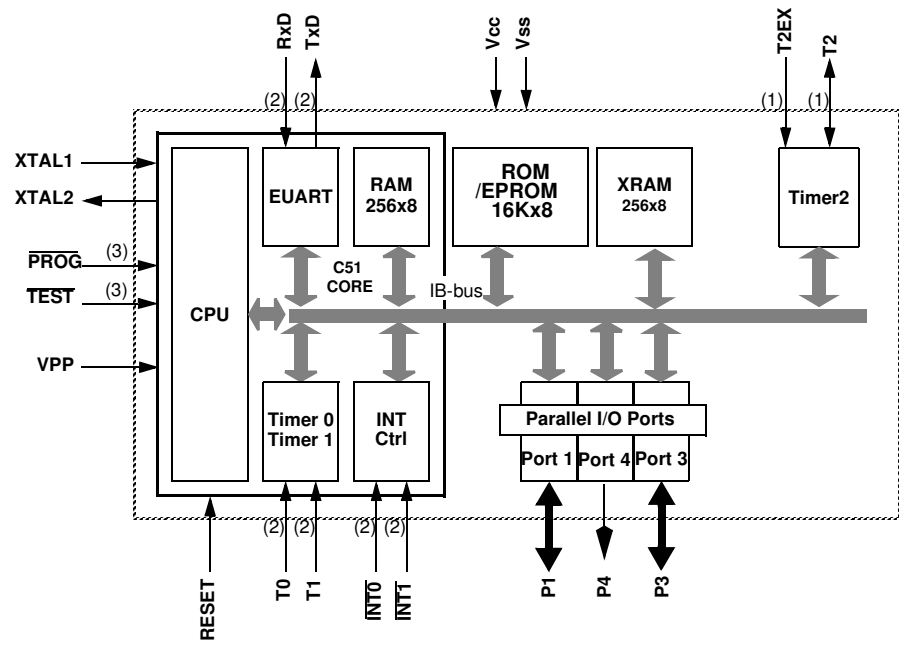 RxD
TxD
Vcc
Vss
T2EX
T2
(2)
(2)
(1)
(1)
XTAL1
XTAL2
PROG
(3)
TEST
(3)
VPP
CPU
EUART
RAM
256x8
ROM
/EPROM
16Kx8
XRAM
256x8
Timer2
C51
CORE
IB-bus
Timer 0
Timer 1
INT
Ctrl
Parallel I/O Ports
Port 1
Port 4
Port 3
(2)
(2)
(2)
(2)
RESET
T0
T1
INT0
INT1
P1
P4
P3